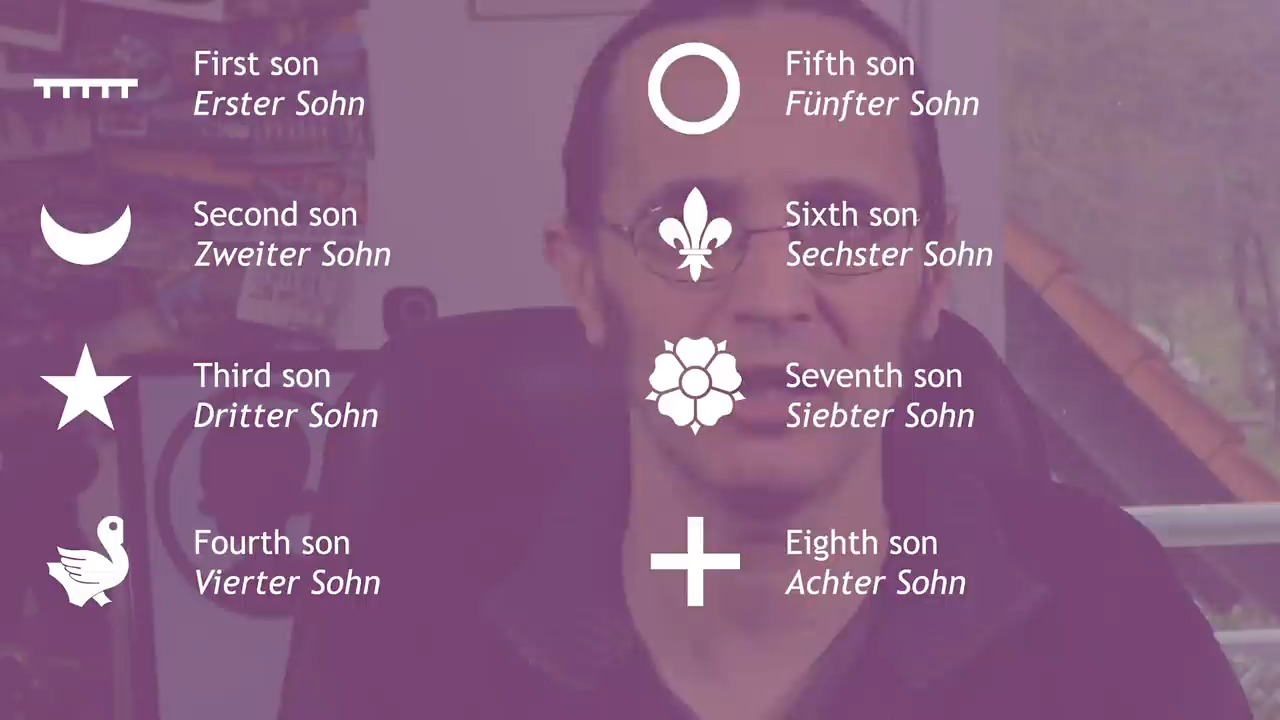 First son
Erster Sohn
Second son
Zweiter Sohn
Third son
Dritter Sohn
Fourth son
Vierter Sohn
Fifth son
Fünfter Sohn
Sixth son
Sechster Sohn
Seventh son
Siebter Sohn
Eighth son
Achter Sohn